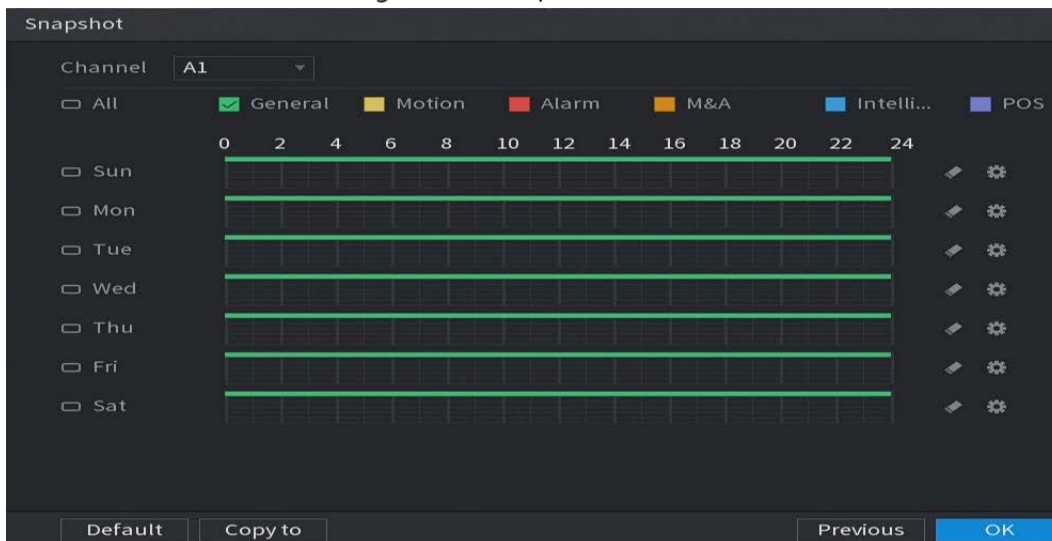 Snapshot
Channel A1
All General Motion Alarm M&A Intelli... POS
0 2 4 6 8 10 12 14 16 18 20 22 24
Sun
Mon
Tue
Wed
Thu
Fri
Sat
Default Copy to Previous OK